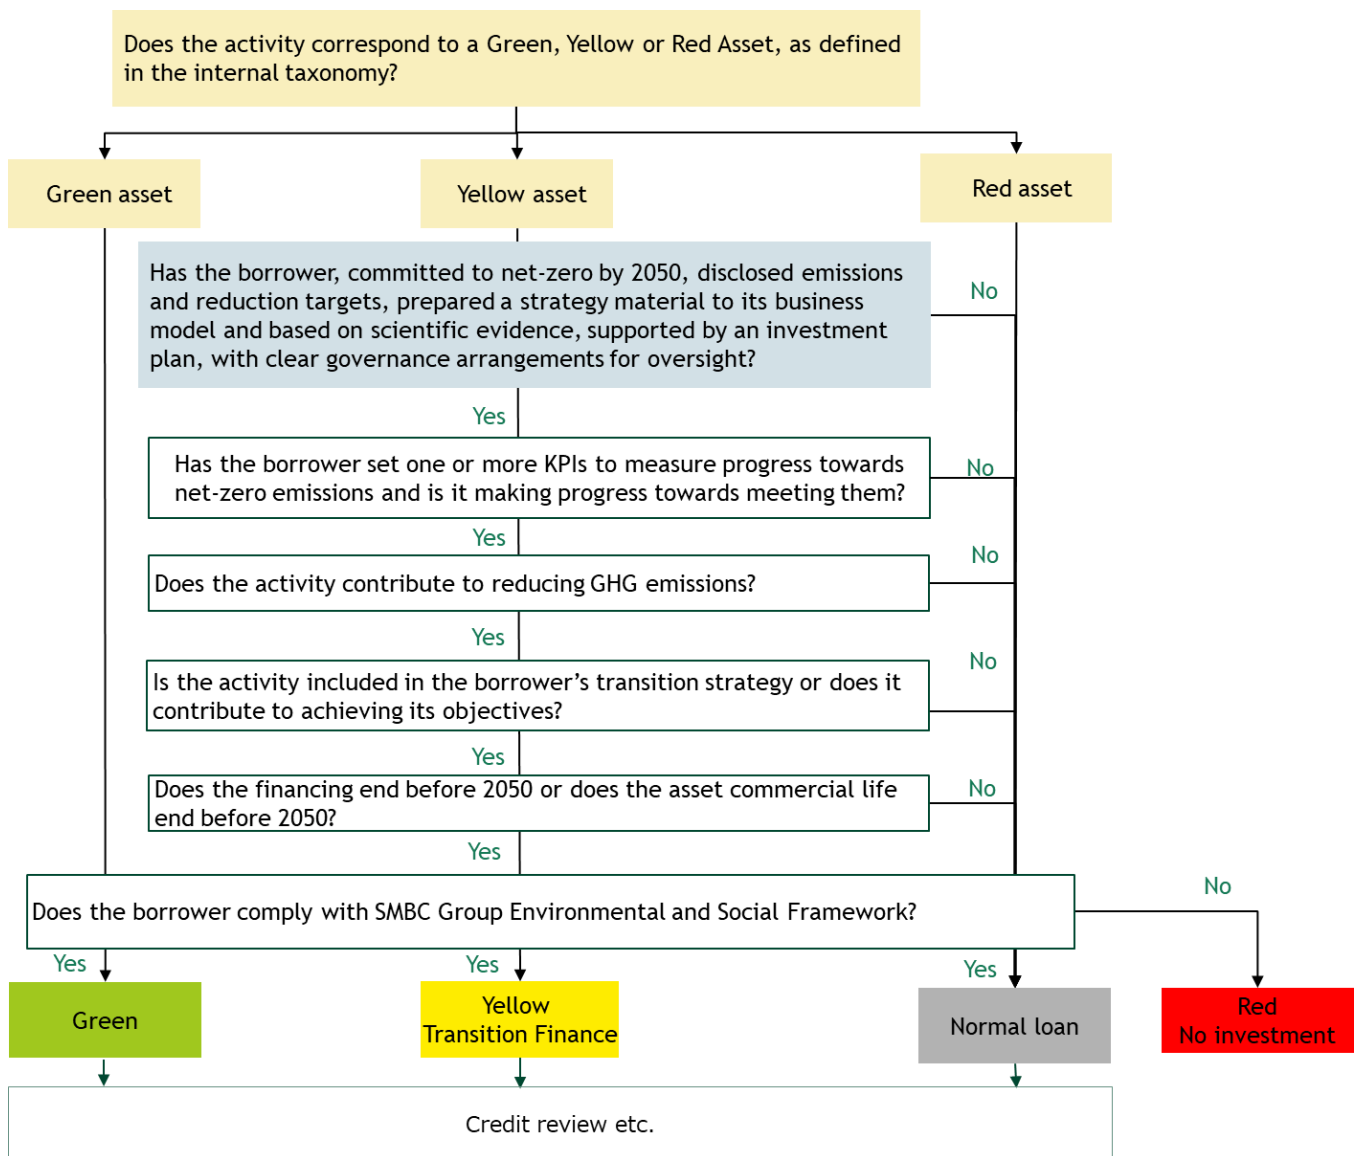 Does the activity correspond to a Green, Yellow or Red Asset, as defined
in the internal taxonomy?
Green asset
Yellow asset
Red asset
Has the borrower, committed to net-zero by 2050, disclosed emissions
and reduction targets, prepared a strategy material to its business
model and based on scientific evidence, supported by an investment
plan, with clear governance arrangements for oversight?
No
Yes
Has the borrower set one or more KPIs to measure progress towards
net-zero emissions and is it making progress towards meeting them?
No
Yes
Does the activity contribute to reducing GHG emissions?
No
Yes
Is the activity included in the borrower's transition strategy or does it
contribute to achieving its objectives?
No
Yes
Does the financing end before 2050 or does the asset commercial life
end before 2050?
No
Yes
Does the borrower comply with SMBC Group Environmental and Social Framework?
No
Yes
Yes
Yes
Green
Yellow
Transition Finance
Normal loan
Red
No investment
Credit review etc.